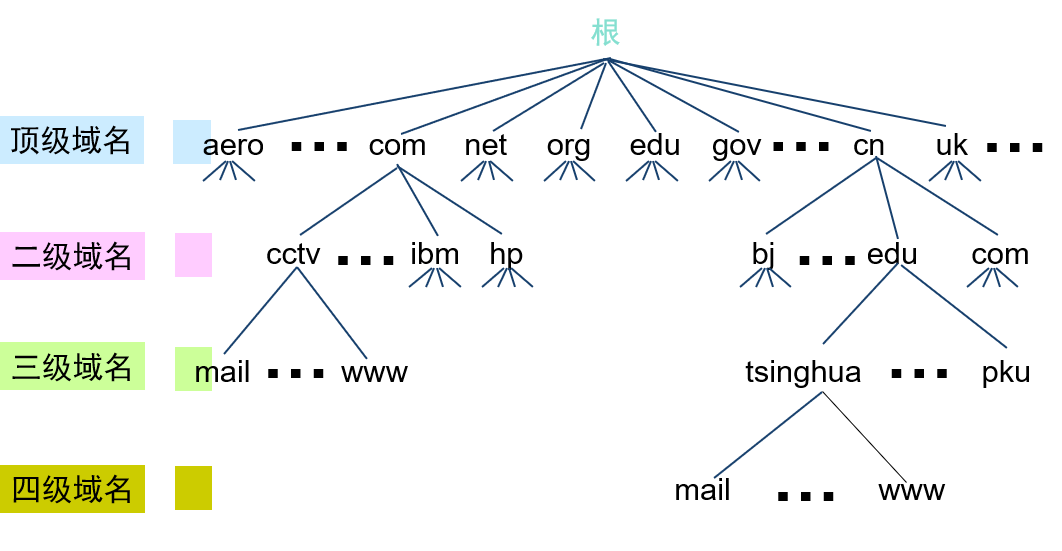 根
顶级域名 aero ▪▪▪ com net org edu gov ▪▪▪ cn uk ▪▪▪
二级域名 cctv ▪▪▪ ibm hp bj ▪▪▪ edu com
三级域名 mail ▪▪▪ www tsinghua ▪▪▪ pku
四级域名 mail ▪▪▪ www